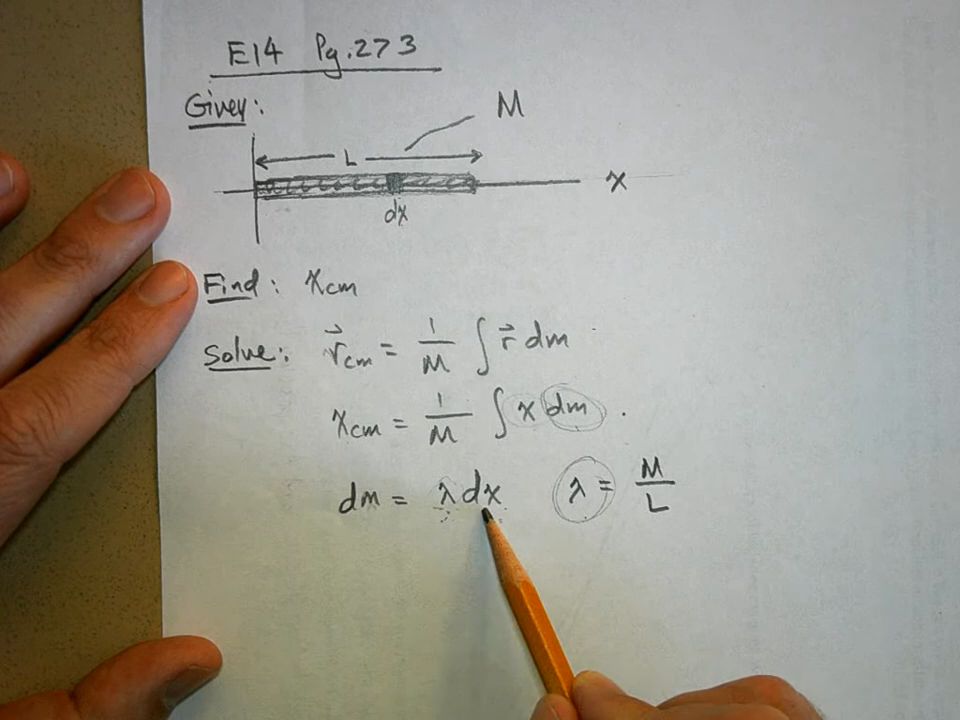 E14 Pg.273
Given:
M
L
x
dx
Find: xcm
Solve: r⃗cm = 1/M ∫ r⃗ dm
xcm = 1/M ∫ x dm.
dm = λdx λ = M/L